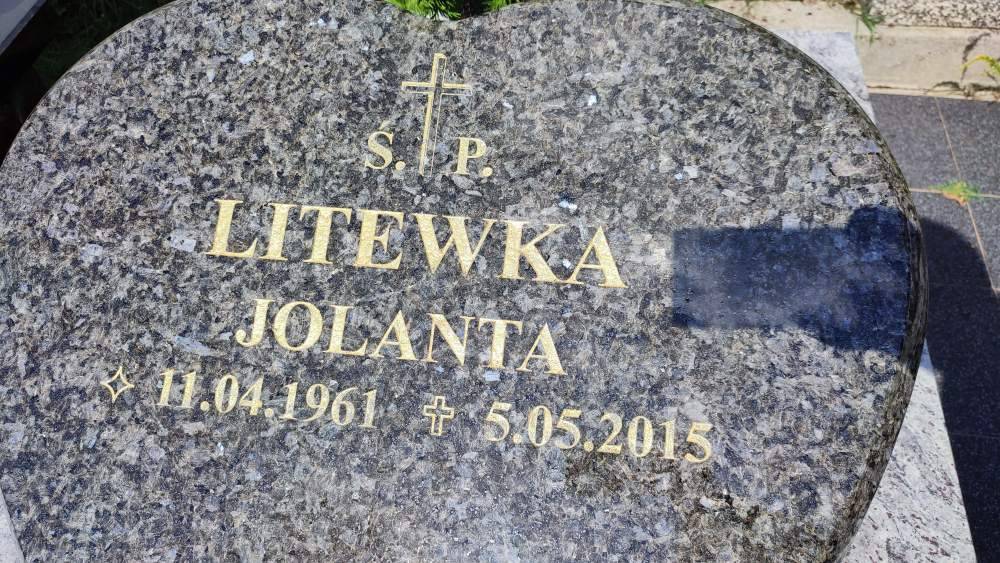 Ś. P.
LITEWKA
JOLANTA
11.04.1961 5.05.2015